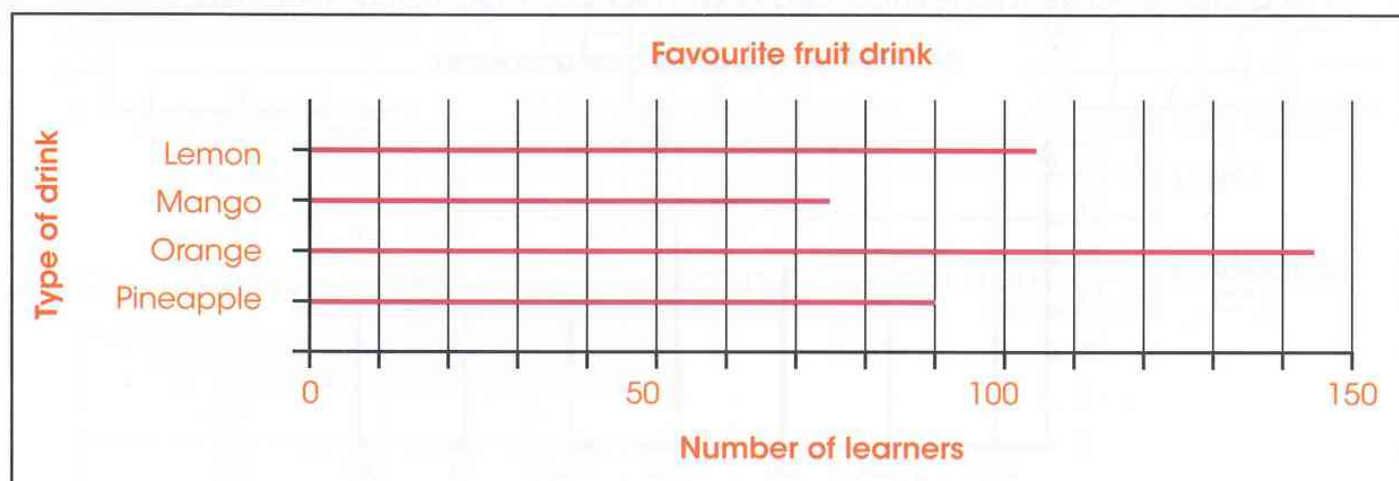 Favourite fruit drink
Type of drink
Lemon
Mango
Orange
Pineapple
0 50 100 150
Number of learners